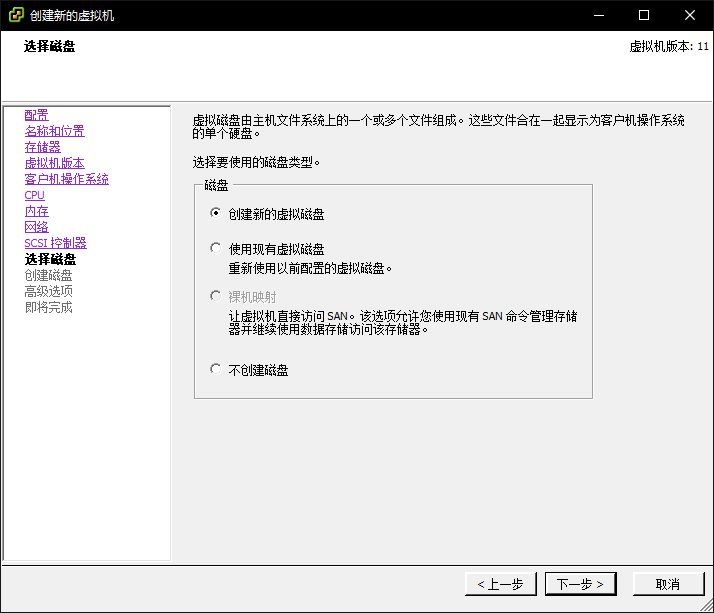 创建新的虚拟机
选择磁盘
虚拟机版本: 11
配置
名称和位置
存储器
虚拟机版本
客户机操作系统
CPU
内存
网络
SCSI 控制器
选择磁盘
创建磁盘
高级选项
即将完成
虚拟磁盘由主机文件系统上的一个或多个文件组成。这些文件合在一起显示为客户机操作系统
的单个硬盘。
选择要使用的磁盘类型。
磁盘
创建新的虚拟磁盘
使用现有虚拟磁盘
重新使用以前配置的虚拟磁盘。
裸机映射
让虚拟机直接访问 SAN。该选项允许您使用现有 SAN 命令管理存储
器并继续使用数据存储访问该存储器。
不创建磁盘
< 上一步
下一步 >
取消